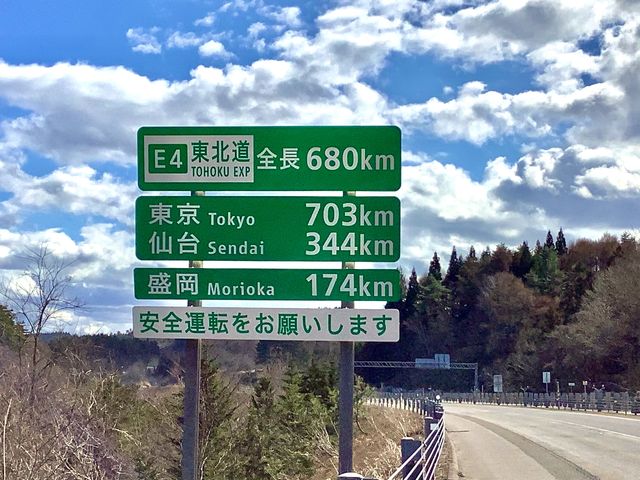 E4 東北道 全長 680km
TOHOKU EXP
東京 Tokyo 703km
仙台 Sendai 344km
盛岡 Morioka 174km
安全運転をお願いします